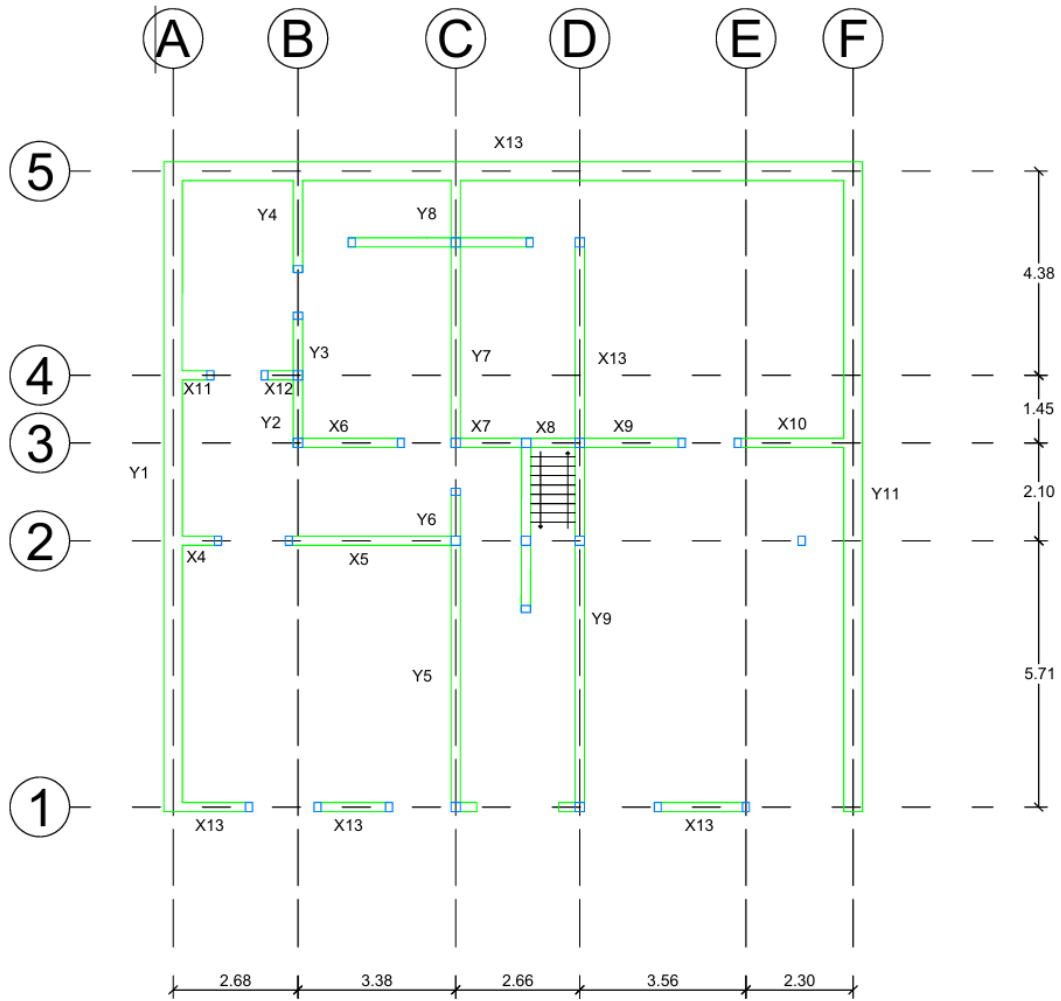 A B C D E F
X13
5
Y4 Y8
4.38
Y3 Y7 X13
4
X11 X12
1.45
Y2 X6 X7 X8 X9 X10
3
Y1
2.10
Y11
Y6
2
X4 X5
Y9
5.71
Y5
1
X13 X13 X13
2.68 3.38 2.66 3.56 2.30